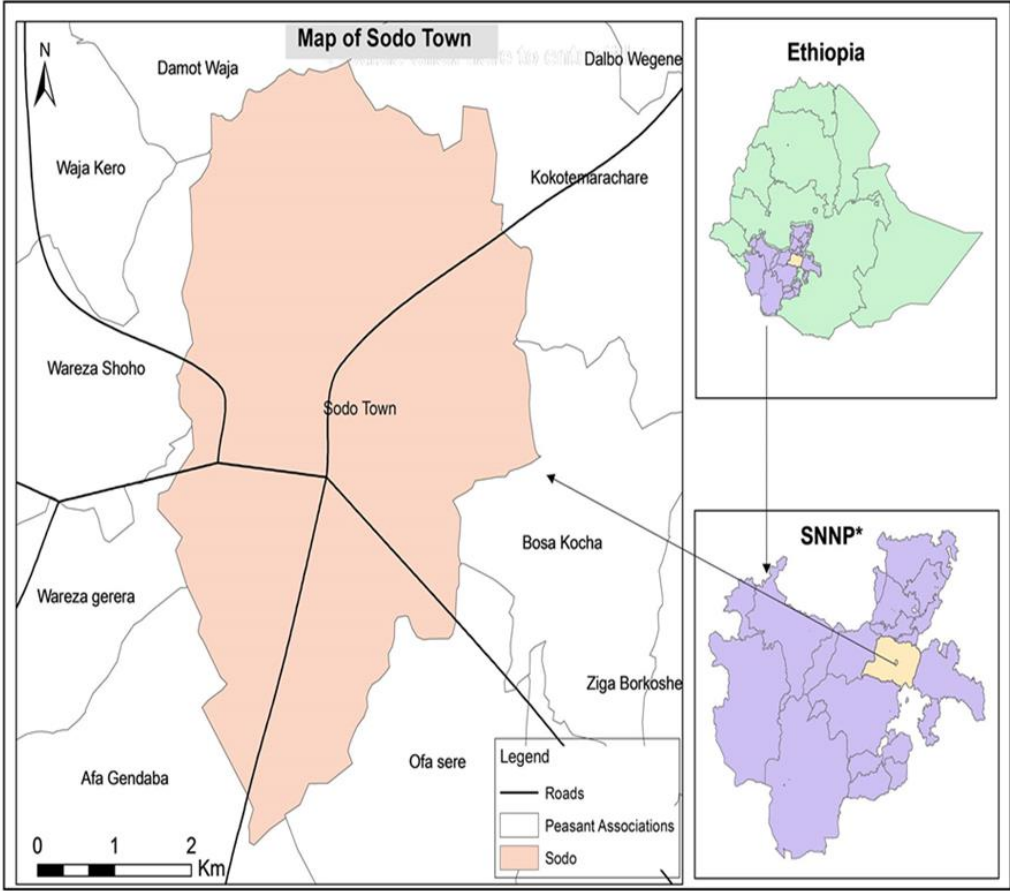 Map of Sodo Town
N
Damot Waja
Dalbo Wegene
Waja Kero
Kokotemarachare
Wareza Shoho
Sodo Town
Bosa Kocha
Wareza gerera
Ziga Borkoshe
Ofa sere
Afa Gendaba
0 1 2
Km
Legend
Roads
Peasant Associations
Sodo
Ethiopia
SNNP*